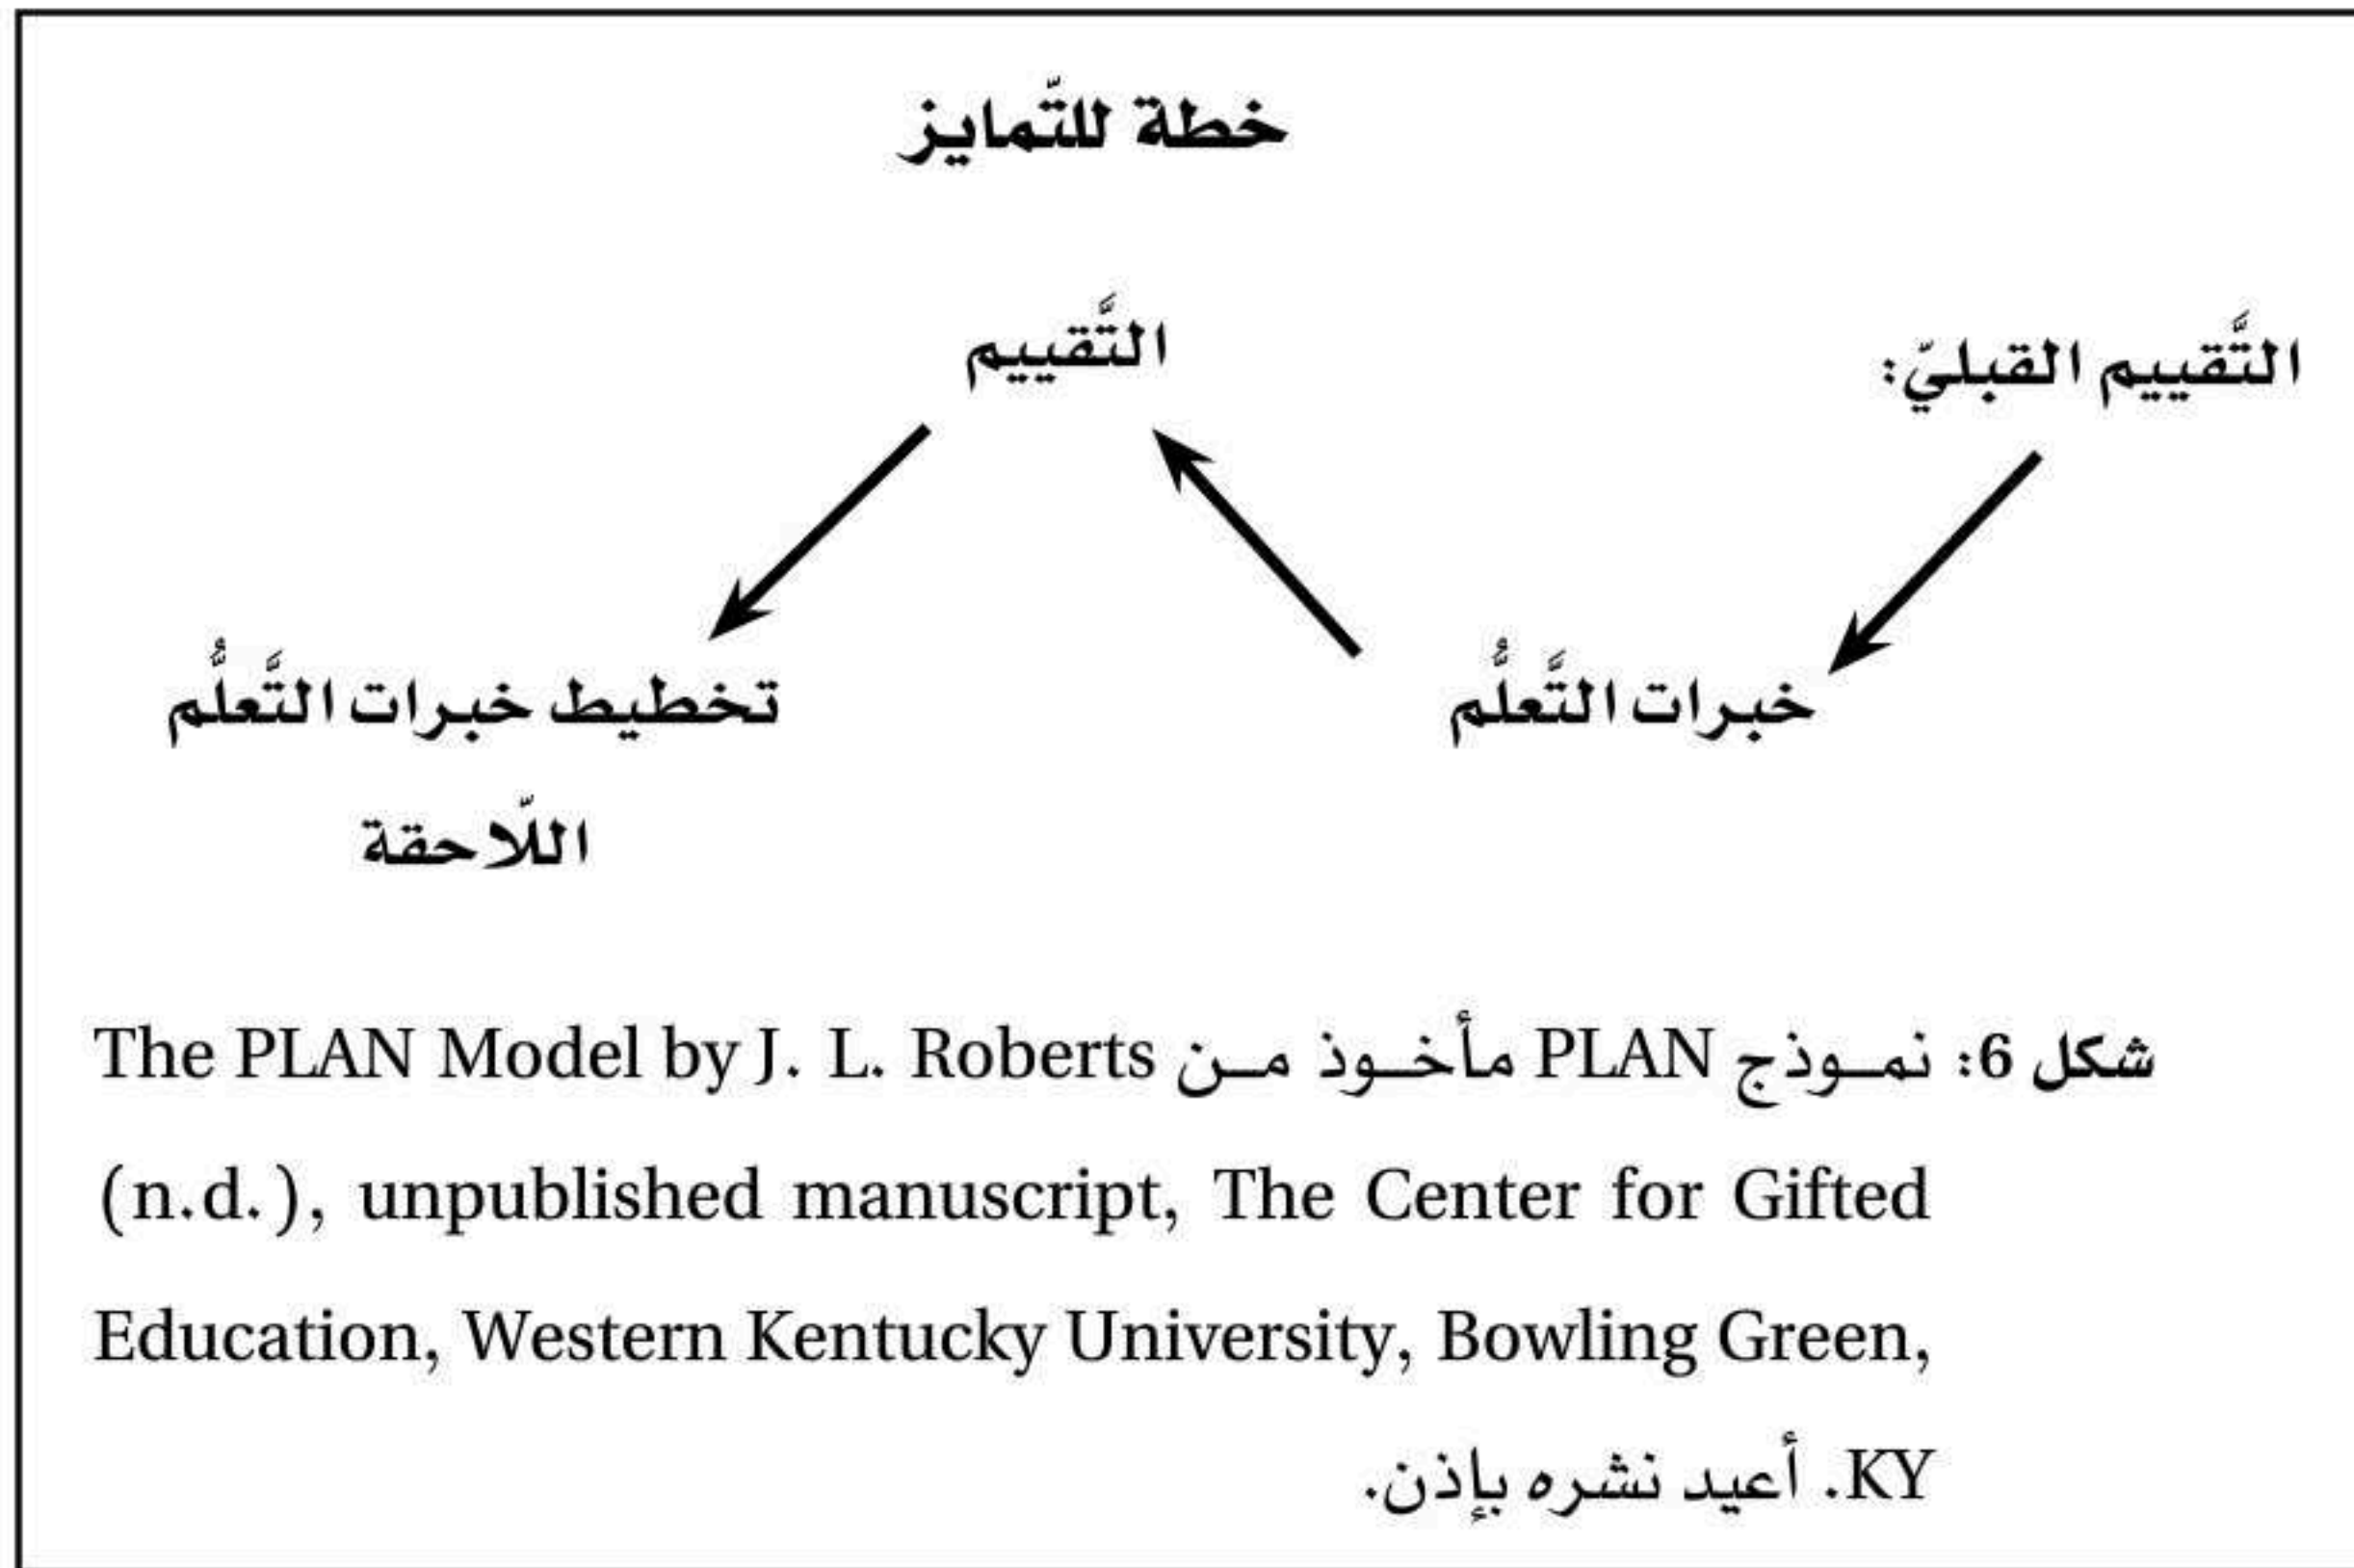 خطة للتّمايز
التَّقييم القبليّ:
التَّقييم
خبرات التَّعلُّم
تخطيط خبرات التَّعلُّم
اللّاحقة
شكل 6: نمـوذج PLAN مأخـوذ مـن The PLAN Model by J. L. Roberts
(n.d.), unpublished manuscript, The Center for Gifted
Education, Western Kentucky University, Bowling Green,
KY. أعيد نشره بإذن.